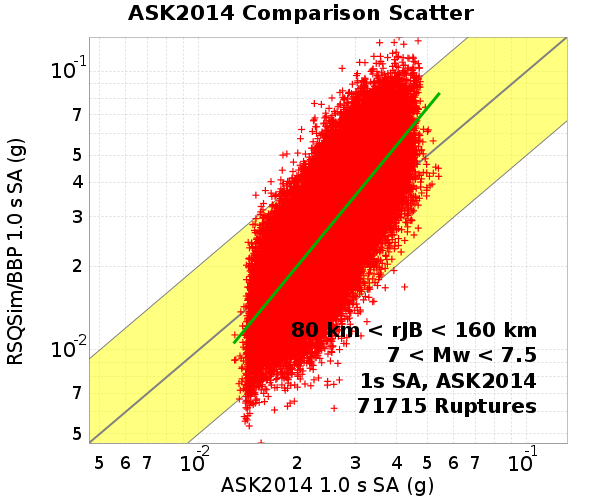 ASK2014 Comparison Scatter
RSQSim/BBP 1.0 s SA (g)
10-1
7
5
4
3
2
10-2
7
5
80 km < rJB < 160 km
7 < Mw < 7.5
1s SA, ASK2014
71715 Ruptures
5 6 7 10-2 2 3 4 5 6 7 10-1
ASK2014 1.0 s SA (g)